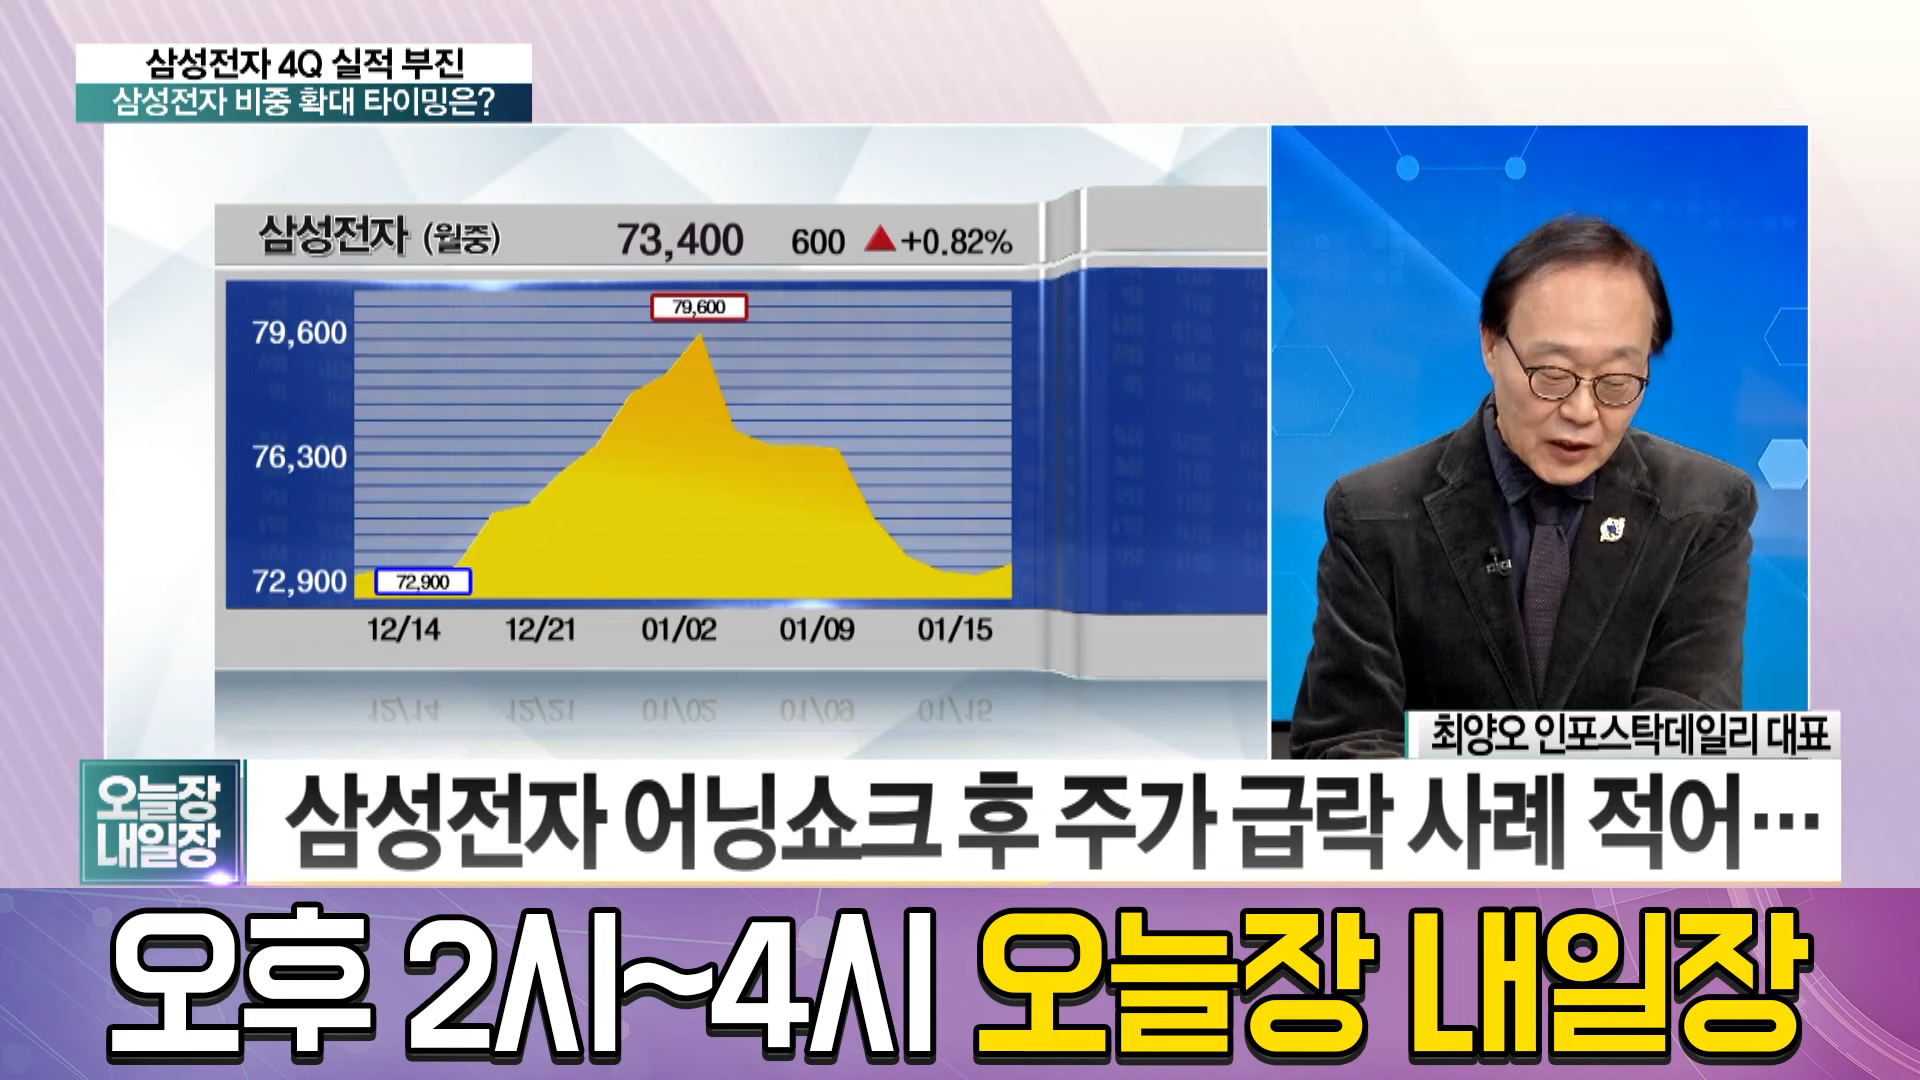 삼성전자 4Q 실적 부진
삼성전자 비중 확대 타이밍은?
삼성전자 (월중) 73,400 600 ▲+0.82%
79,600
79,600
76,300
72,900
72,900
12/14 12/21 01/02 01/09 01/15
최양오 인포스탁데일리 대표
오늘장
내일장
삼성전자 어닝쇼크 후 주가 급락 사례 적어…
오후 2시~4시 오늘장 내일장